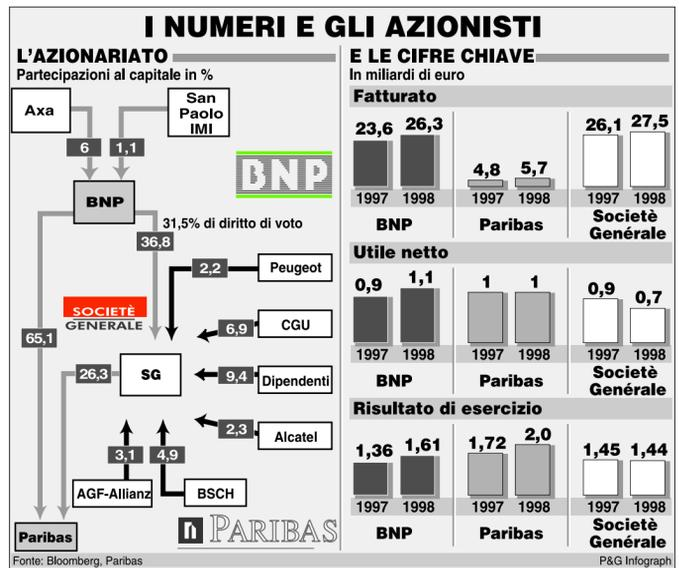 I NUMERI E GLI AZIONISTI
L'AZIONARIATO
Partecipazioni al capitale in %
Axa
San
Paolo
IMI
6
1,1
BNP
BNP
31,5% di diritto di voto
36,8
2,2
Peugeot
SOCIETÈ
GENERALE
6,9
CGU
65,1
26,3
SG
9,4
Dipendenti
2,3
Alcatel
3,1
4,9
AGF-Allianz
BSCH
Paribas
n PARIBAS
E LE CIFRE CHIAVE
In miliardi di euro
Fatturato
23,6 26,3
4,8 5,7
26,1 27,5
1997 1998
1997 1998
1997 1998
BNP
Paribas
Societè
Genérale
Utile netto
0,9 1,1
1 1
0,9 0,7
1997 1998
1997 1998
1997 1998
BNP
Paribas
Societè
Genérale
Risultato di esercizio
1,36 1,61
1,72 2,0
1,45 1,44
1997 1998
1997 1998
1997 1998
BNP
Paribas
Societè
Genérale
Fonte: Bloomberg, Paribas
P&G Infograph